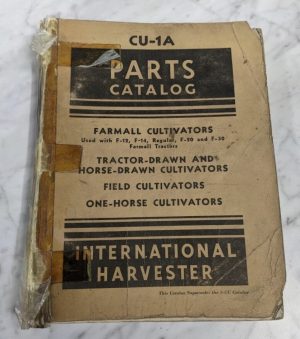 CU-1A
PARTS
CATALOG
FARMALL CULTIVATORS
Used with F-12, F-14, Regular, F-20 and F-30
Farmall Tractors
TRACTOR-DRAWN AND
HORSE-DRAWN CULTIVATORS
FIELD CULTIVATORS
ONE-HORSE CULTIVATORS
INTERNATIONAL
HARVESTER
This Catalog Supersedes the
Catalog